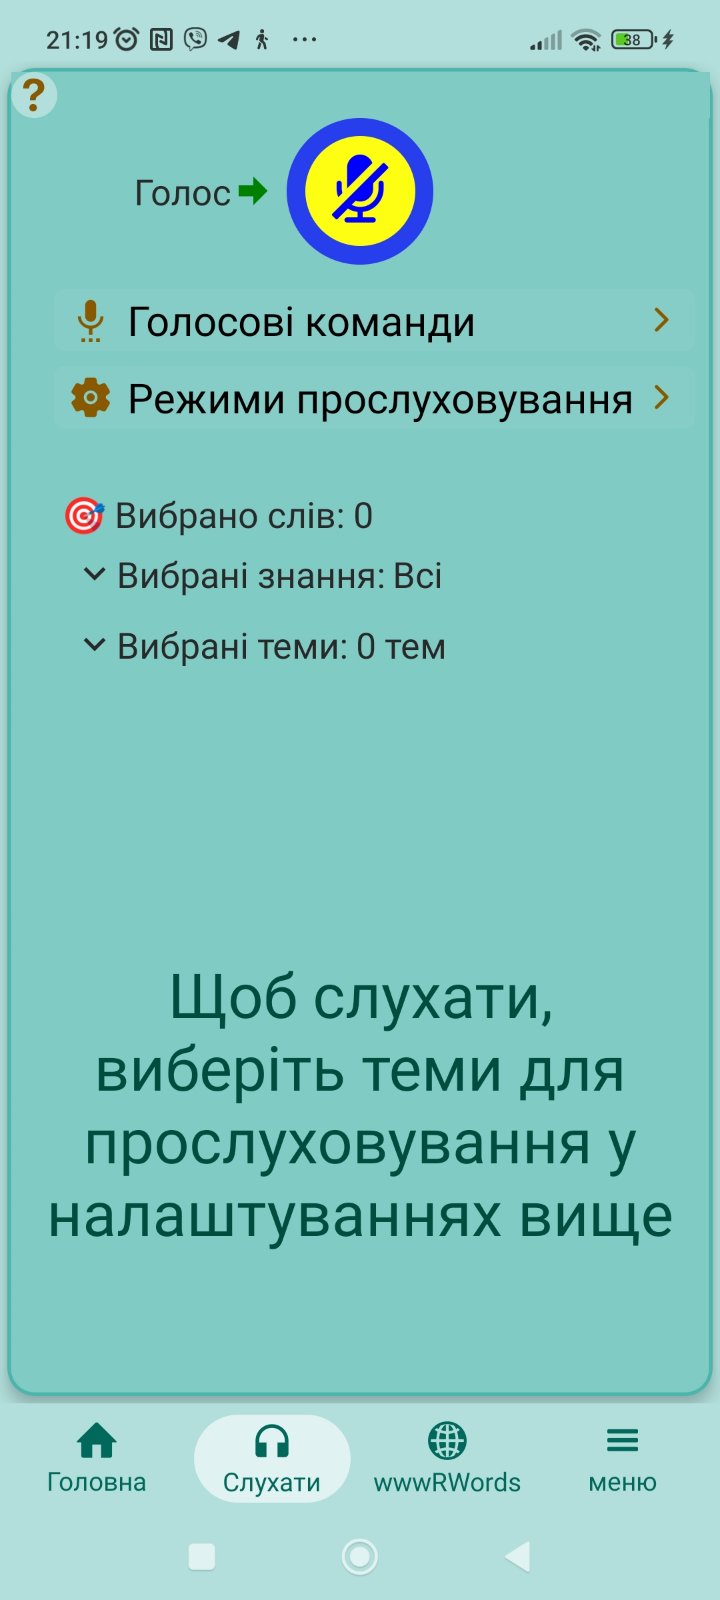 21:19
38
?
Голос
Голосові команди
Режими прослуховування
Вибрано слів: 0
Вибрані знання: Всі
Вибрані теми: 0 тем
Щоб слухати,
виберіть теми для
прослуховування у
налаштуваннях вище
Головна
Слухати
wwwRWords
меню